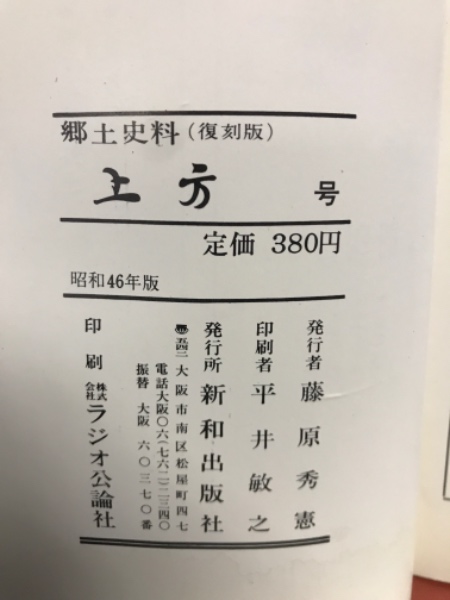 郷土史料(復刻版)
上方 号
定価 380円
昭和46年版
発行者 藤原秀憲
印刷者 平井敏之
発行所 新和出版社
大阪市南区松屋町四七
電話大阪〇六(七六二)二三四〇
振替 大阪 六〇三七〇番
印刷 株式会社 ラジオ公論社